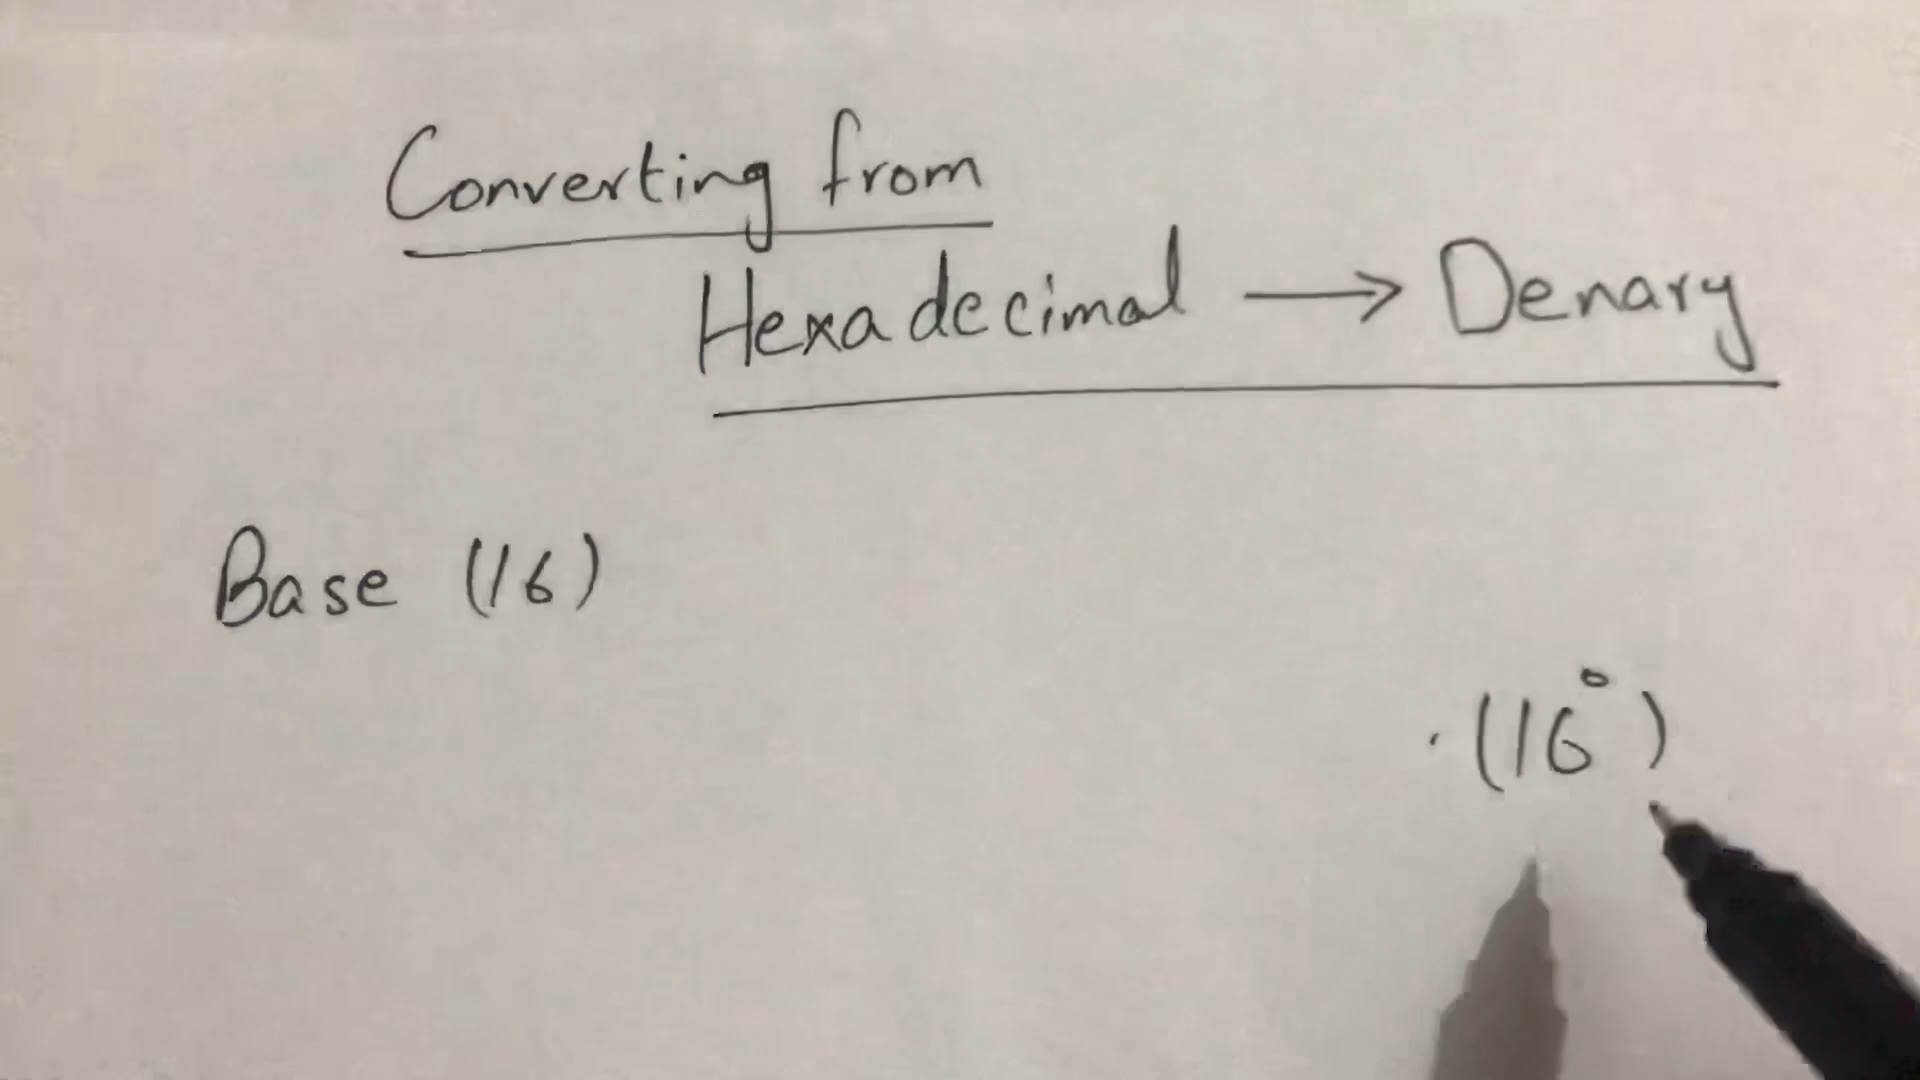 Converting from
Hexadecimal → Denary
Base (16)
(16⁰)